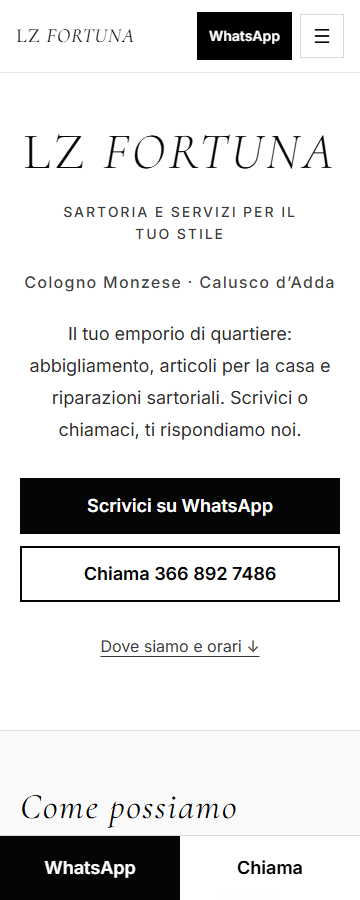 LZ FORTUNA
WhatsApp
☰
LZ FORTUNA
SARTORIA E SERVIZI PER IL
TUO STILE
Cologno Monzese · Calusco d’Adda
Il tuo emporio di quartiere:
abbigliamento, articoli per la casa e
riparazioni sartoriali. Scrivici o
chiamaci, ti rispondiamo noi.
Scrivici su WhatsApp
Chiama 366 892 7486
Dove siamo e orari ↓
Come possiamo
WhatsApp
Chiama